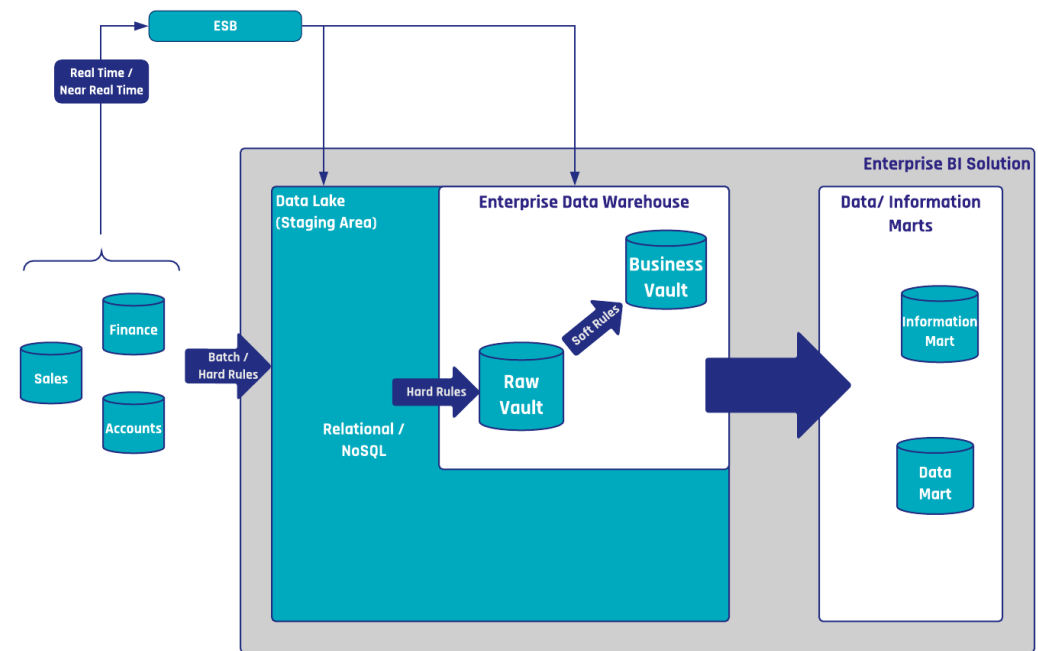 ESB
Real Time /
Near Real Time
Enterprise BI Solution
Data Lake
(Staging Area)
Enterprise Data Warehouse
Data/ Information
Marts
Business
Vault
Soft Rules
Finance
Sales
Accounts
Batch /
Hard Rules
Hard Rules
Raw
Vault
Relational /
NoSQL
Information
Mart
Data
Mart